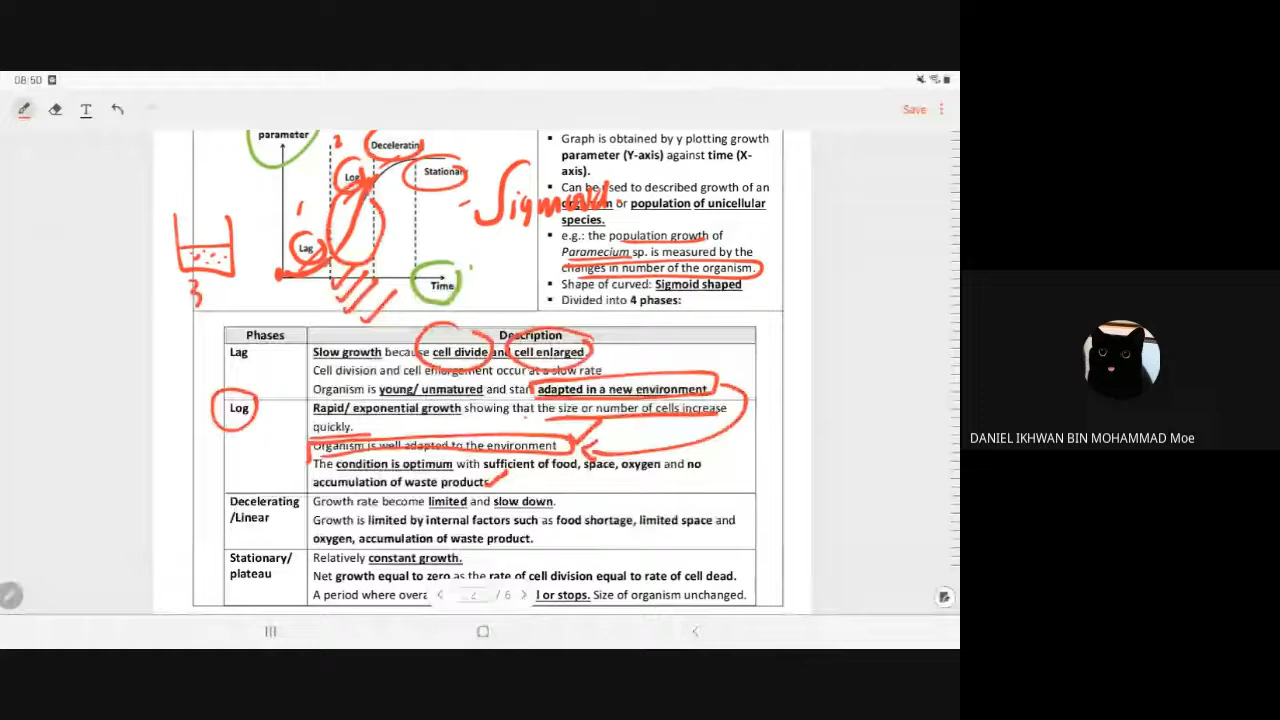 08:50
Save
parameter
Deceleratin
Log
Stationar
Lag
Time
1
2
3
Sigmoid
▪ Graph is obtained by y plotting growth
parameter (Y-axis) against time (X-
axis).
▪ Can be used to described growth of an
or population of unicellular
species.
▪ e.g.: the population growth of
Paramecium sp. is measured by the
changes in number of the organism.
▪ Shape of curved: Sigmoid shaped
▪ Divided into 4 phases:
Phases Description
Lag Slow growth because cell divide and cell enlarged.
Cell division and cell enlargement occur at a slow rate
Organism is young/ unmatured and star adapted in a new environment.
Log Rapid/ exponential growth showing that the size or number of cells increase
quickly.
Organism is well adapted to the environment
The condition is optimum with sufficient of food, space, oxygen and no
accumulation of waste products.
Decelerating Growth rate become limited and slow down.
/Linear Growth is limited by internal factors such as food shortage, limited space and
oxygen, accumulation of waste product.
Stationary/ Relatively constant growth.
plateau Net growth equal to zero as the rate of cell division equal to rate of cell dead.
A period where overa l or stops. Size of organism unchanged.
2 / 6
DANIEL IKHWAN BIN MOHAMMAD Moe